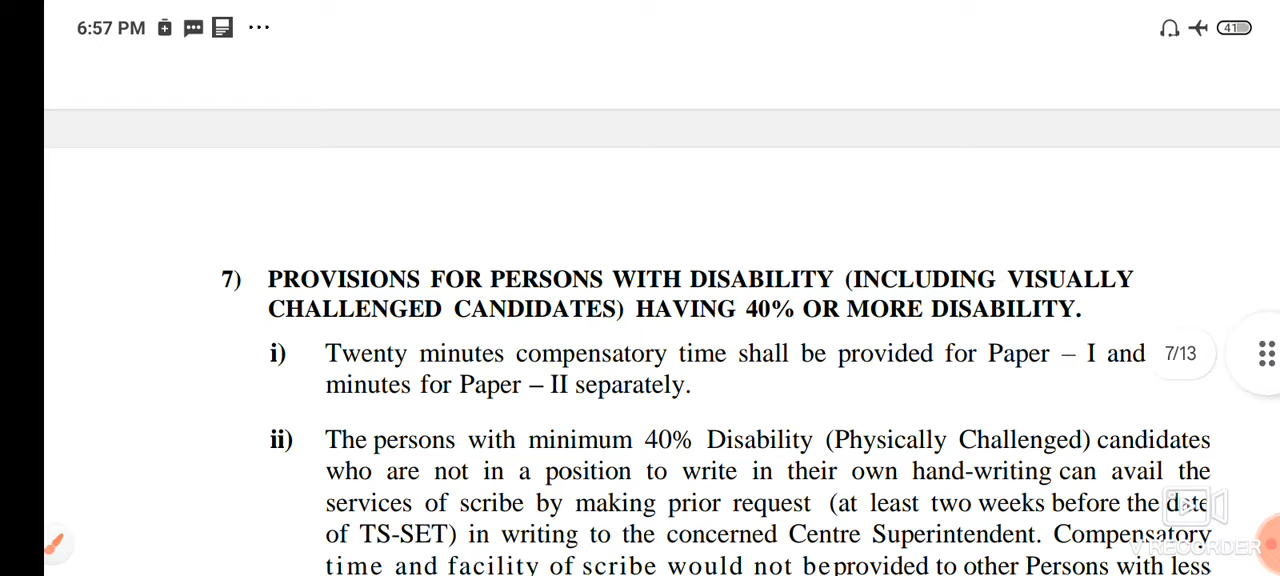 6:57 PM
41
7) PROVISIONS FOR PERSONS WITH DISABILITY (INCLUDING VISUALLY
CHALLENGED CANDIDATES) HAVING 40% OR MORE DISABILITY.
i) Twenty minutes compensatory time shall be provided for Paper – I and
7/13
minutes for Paper – II separately.
ii) The persons with minimum 40% Disability (Physically Challenged) candidates
who are not in a position to write in their own hand-writing can avail the
services of scribe by making prior request (at least two weeks before the date
of TS-SET) in writing to the concerned Centre Superintendent. Compensatory
V RECORDER
time and facility of scribe would not be provided to other Persons with less